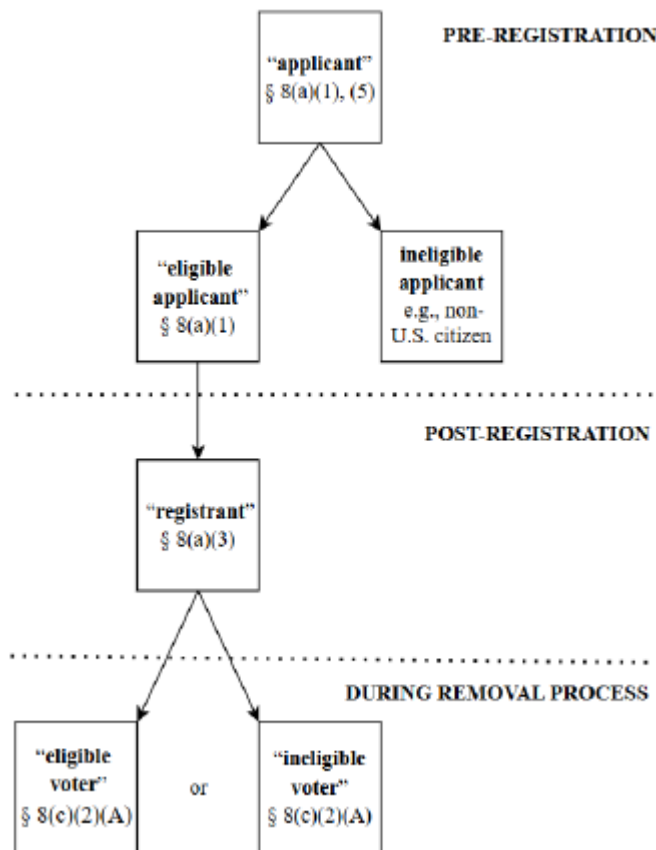 PRE-REGISTRATION
“applicant”
§ 8(a)(1), (5)
“eligible
applicant”
§ 8(a)(1)
ineligible
applicant
e.g., non-
U.S. citizen
POST-REGISTRATION
“registrant”
§ 8(a)(3)
DURING REMOVAL PROCESS
“eligible
voter”
§ 8(c)(2)(A)
or
“ineligible
voter”
§ 8(c)(2)(A)